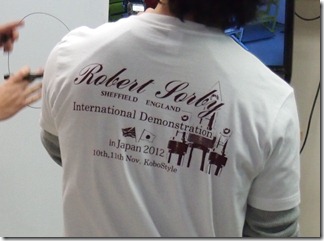 Robert Sorby
SHEFFIELD ENGLAND
International Demonstration
in Japan 2012
10th,11th Nov. KoboStyle